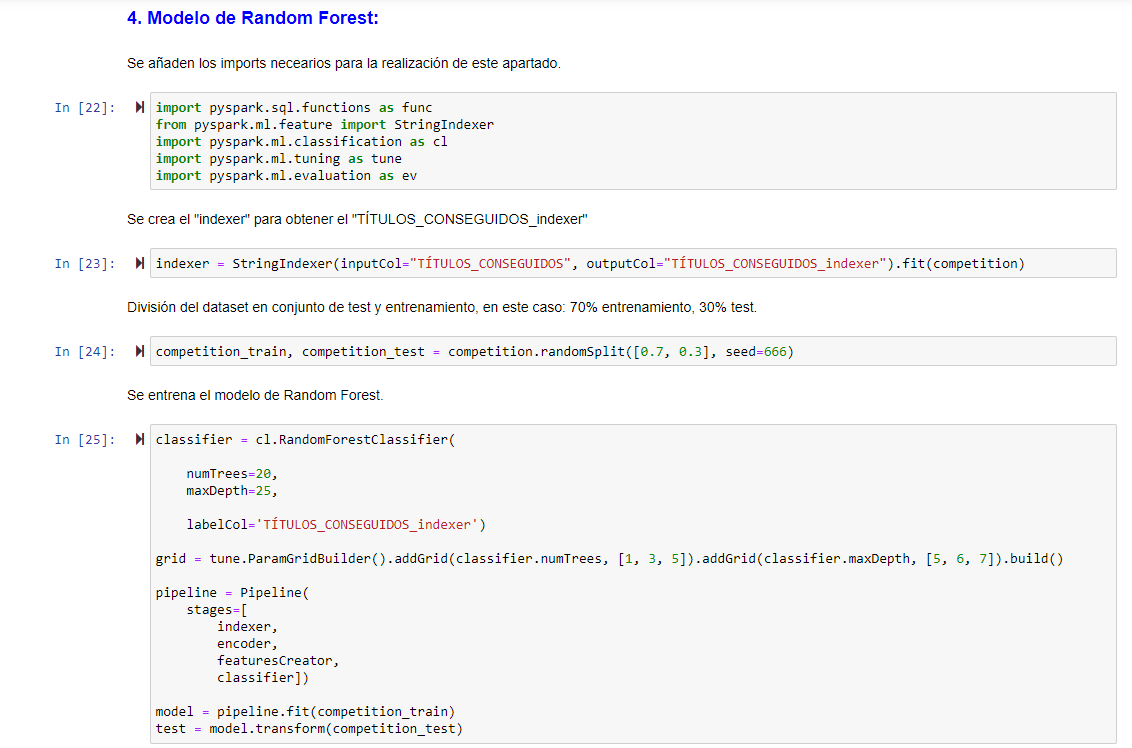 4. Modelo de Random Forest:
Se añaden los imports necearios para la realización de este apartado.
In [22]:
import pyspark.sql.functions as func
from pyspark.ml.feature import StringIndexer
import pyspark.ml.classification as cl
import pyspark.ml.tuning as tune
import pyspark.ml.evaluation as ev
Se crea el "indexer" para obtener el "TÍTULOS_CONSEGUIDOS_indexer"
In [23]:
indexer = StringIndexer(inputCol="TÍTULOS_CONSEGUIDOS", outputCol="TÍTULOS_CONSEGUIDOS_indexer").fit(competition)
División del dataset en conjunto de test y entrenamiento, en este caso: 70% entrenamiento, 30% test.
In [24]:
competition_train, competition_test = competition.randomSplit([0.7, 0.3], seed=666)
Se entrena el modelo de Random Forest.
In [25]:
classifier = cl.RandomForestClassifier(
numTrees=20,
maxDepth=25,
labelCol='TÍTULOS_CONSEGUIDOS_indexer')
grid = tune.ParamGridBuilder().addGrid(classifier.numTrees, [1, 3, 5]).addGrid(classifier.maxDepth, [5, 6, 7]).build()
pipeline = Pipeline(
stages=[
indexer,
encoder,
featuresCreator,
classifier])
model = pipeline.fit(competition_train)
test = model.transform(competition_test)